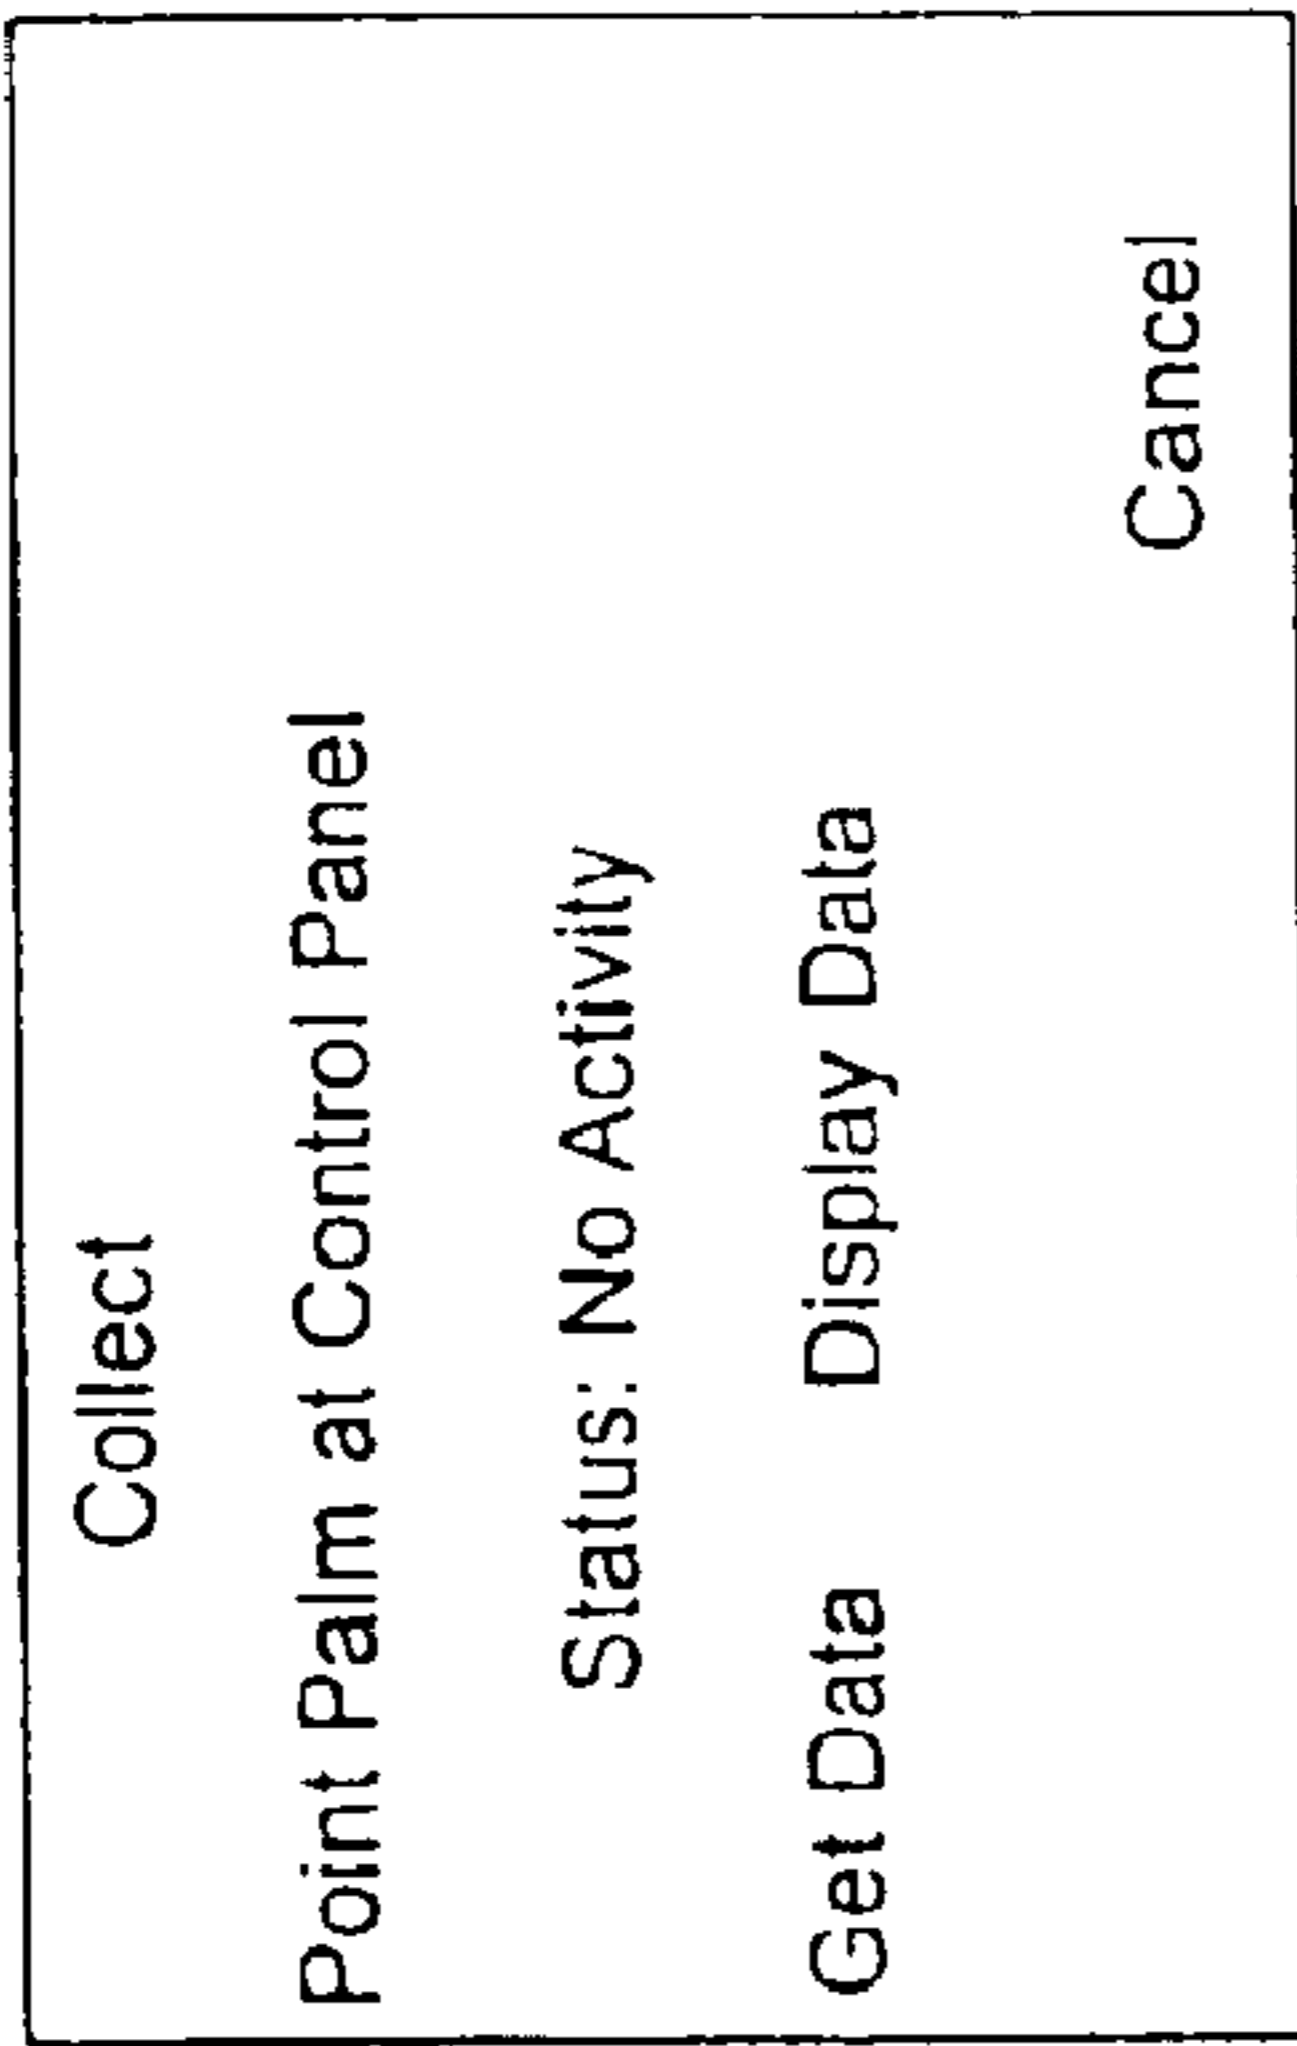 Collect
Point Palm at Control Panel
Status: No Activity
Get Data Display Data
Cancel